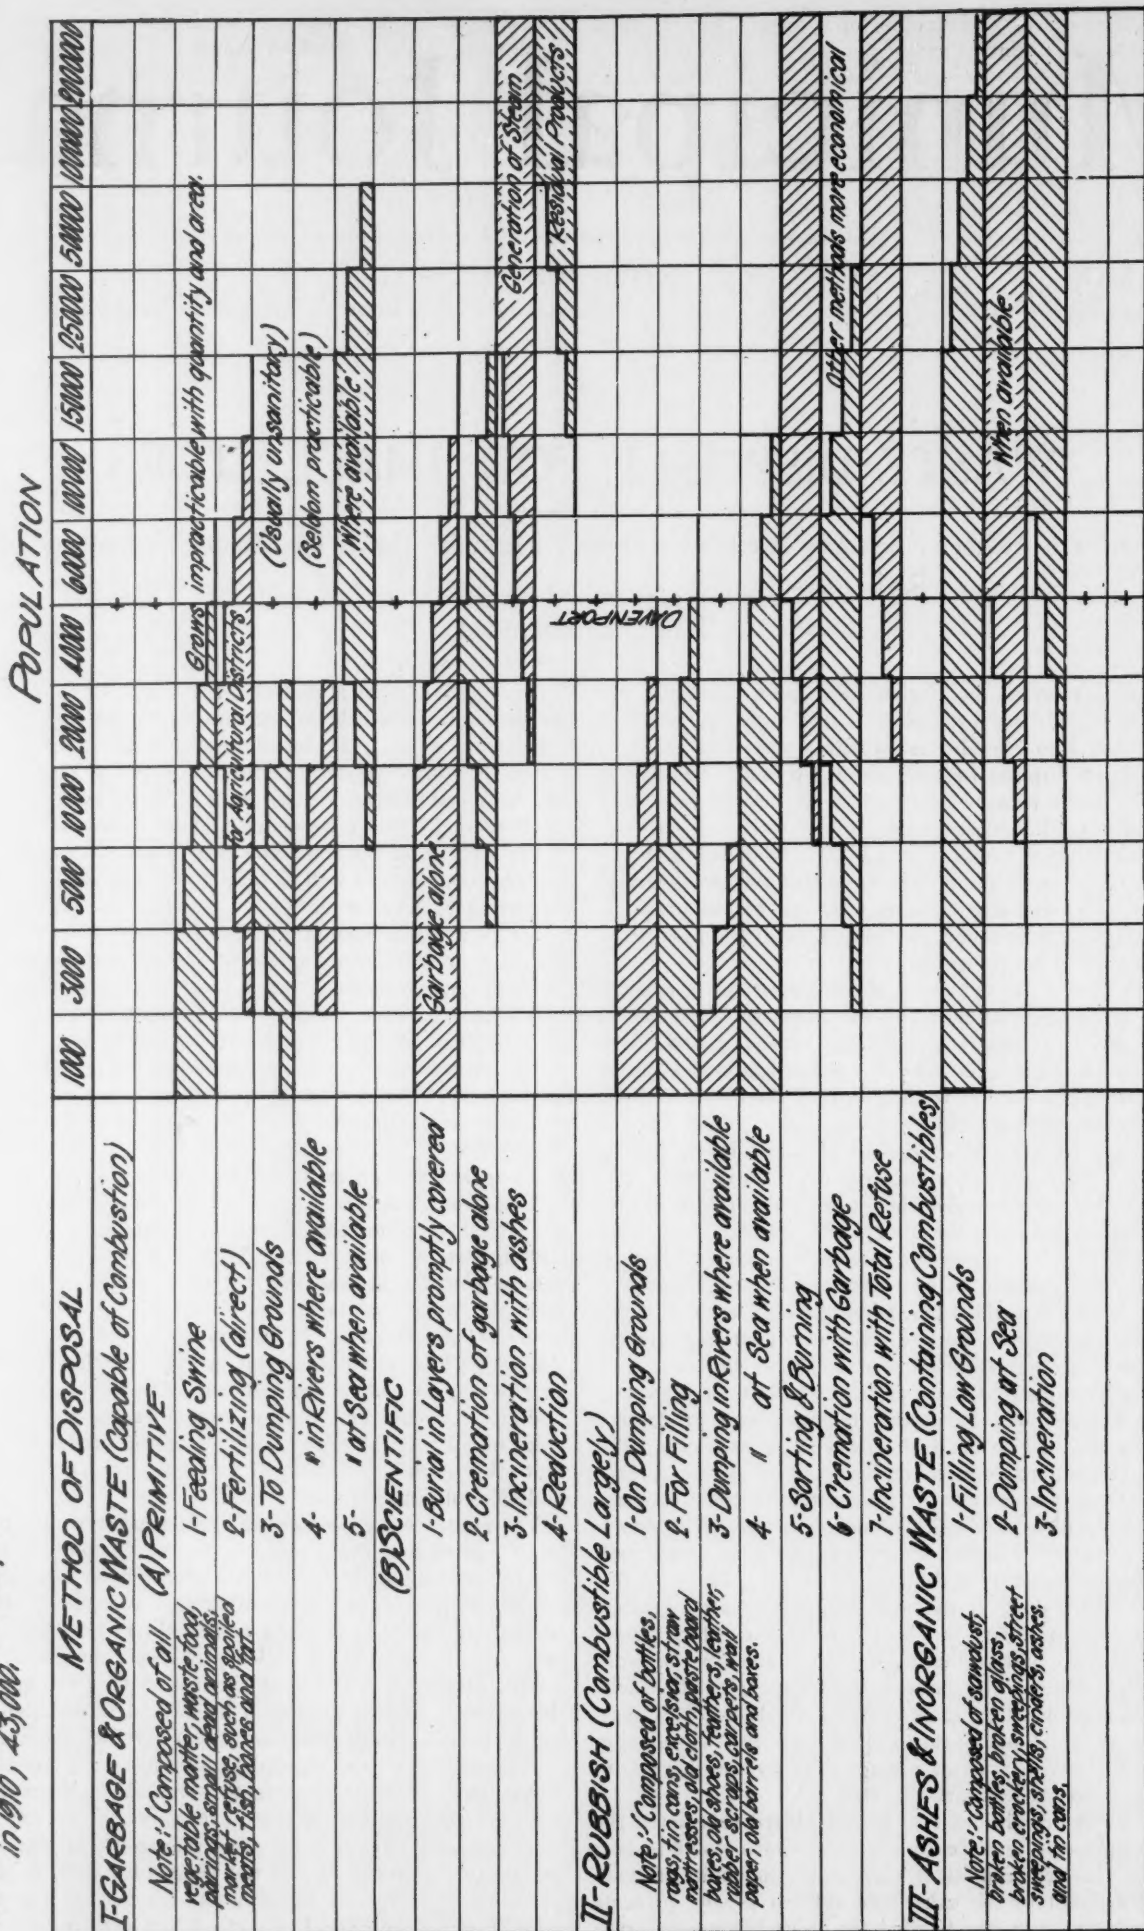 in 1910, 43,000.
POPULATION
METHOD OF DISPOSAL
1000 3000 5000 10000 20000 40000 60000 100000 150000 250000 500000 1000000 2000000
I-GARBAGE & ORGANIC WASTE (Capable of Combustion)
(A) PRIMITIVE
Note:- Composed of all
vegetable matter, waste food,
parings, small dead animals,
market refuse, such as spoiled
meats, fish, bones and fat.
1-Feeding Swine
Grows impracticable with quantity and area.
2-Fertilizing (direct)
For Agricultural Districts
3-To Dumping Grounds
(Usually unsanitary)
4- " in Rivers where available
(Seldom practicable)
5- " at Sea when available
Where available
(B) SCIENTIFIC
1-Burial in Layers promptly covered
Garbage alone
2-Cremation of garbage alone
3-Incineration with ashes
Generation of Steam
4-Reduction
Residual Products
DAVENPORT
II-RUBBISH (Combustible Largely)
Note:- Composed of bottles,
rags, tin cans, excelsior, straw
mattresses, old cloth, paste board
boxes, old shoes, feathers, leather,
rubber scraps, carpets, wall
paper, old barrels and boxes.
1-On Dumping Grounds
2-For Filling
3-Dumping in Rivers where available
4- " at Sea when available
5-Sorting & Burning
6-Cremation with Garbage
Other methods more economical
7-Incineration with Total Refuse
III-ASHES & INORGANIC WASTE (Containing Combustibles)
Note:- Composed of sawdust,
broken bottles, broken glass,
broken crockery, sweepings, street
sweepings, shells, cinders, ashes.
and tin cans.
1-Filling Low Grounds
2-Dumping at Sea
When available
3-Incineration